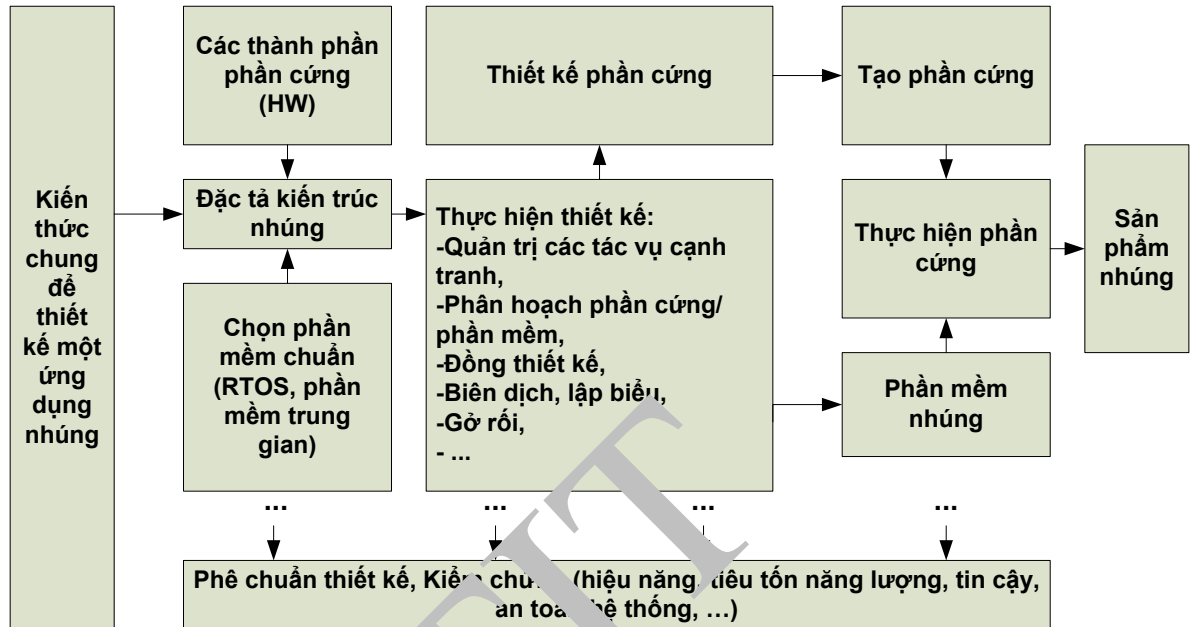 Kiến
thức
chung
để
thiết
kế một
ứng
dụng
nhúng
Các thành phần
phần cứng
(HW)
Đặc tả kiến trúc
nhúng
Chọn phần
mềm chuẩn
(RTOS, phần
mềm trung
gian)
Thiết kế phần cứng
Thực hiện thiết kế:
-Quản trị các tác vụ cạnh
tranh,
-Phân hoạch phần cứng/
phần mềm,
-Đồng thiết kế,
-Biên dịch, lập biểu,
-Gở rối,
- ...
Tạo phần cứng
Thực hiện phần
cứng
Phần mềm
nhúng
Sản
phẩm
nhúng
... ... ... ...
Phê chuẩn thiết kế, (hiệu năng, tiêu tốn năng lượng, tin cậy,
an hệ thống, ...)